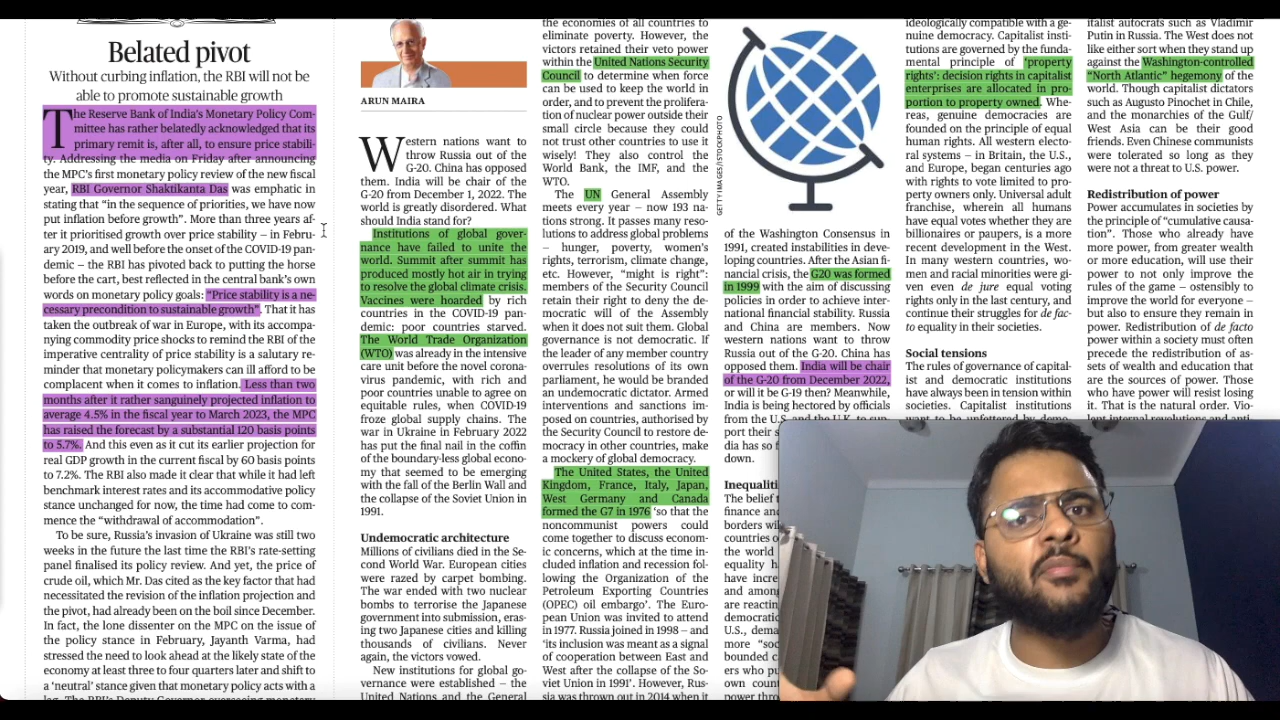 Belated pivot
Without curbing inflation, the RBI will not be
able to promote sustainable growth
The Reserve Bank of India's Monetary Policy Com-
mittee has rather belatedly acknowledged that its
primary remit is, after all, to ensure price stabili-
ty. Addressing the media on Friday after announcing
the MPC's first monetary policy review of the new fiscal
year, RBI Governor Shaktikanta Das was emphatic in
stating that "in the sequence of priorities, we have now
put inflation before growth". More than three years af-
ter it prioritised growth over price stability – in Febru-
ary 2019, and well before the onset of the COVID-19 pan-
demic – the RBI has pivoted back to putting the horse
before the cart, best reflected in the central bank's own
words on monetary policy goals: "Price stability is a ne-
cessary precondition to sustainable growth". That it has
taken the outbreak of war in Europe, with its accompa-
nying commodity price shocks to remind the RBI of the
imperative centrality of price stability is a salutary re-
minder that monetary policymakers can ill afford to be
complacent when it comes to inflation. Less than two
months after it rather sanguinely projected inflation to
average 4.5% in the fiscal year to March 2023, the MPC
has raised the forecast by a substantial 120 basis points
to 5.7%. And this even as it cut its earlier projection for
real GDP growth in the current fiscal by 60 basis points
to 7.2%. The RBI also made it clear that while it had left
benchmark interest rates and its accommodative policy
stance unchanged for now, the time had come to com-
mence the "withdrawal of accommodation".
To be sure, Russia's invasion of Ukraine was still two
weeks in the future the last time the RBI's rate-setting
panel finalised its policy review. And yet, the price of
crude oil, which Mr. Das cited as the key factor that had
necessitated the revision of the inflation projection and
the pivot, had already been on the boil since December.
In fact, the lone dissenter on the MPC on the issue of
the policy stance in February, Jayanth Varma, had
stressed the need to look ahead at the likely state of the
economy at least three to four quarters later and shift to
a 'neutral' stance given that monetary policy acts with a
ARUN MAIRA
Western nations want to
throw Russia out of the
G-20. China has opposed
them. India will be chair of the
G-20 from December 1, 2022. The
world is greatly disordered. What
should India stand for?
Institutions of global gover-
nance have failed to unite the
world. Summit after summit has
produced mostly hot air in trying
to resolve the global climate crisis.
Vaccines were hoarded by rich
countries in the COVID-19 pan-
demic: poor countries starved.
The World Trade Organization
(WTO) was already in the intensive
care unit before the novel corona-
virus pandemic, with rich and
poor countries unable to agree on
equitable rules, when COVID-19
froze global supply chains. The
war in Ukraine in February 2022
has put the final nail in the coffin
of the boundary-less global econo-
my that seemed to be emerging
with the fall of the Berlin Wall and
the collapse of the Soviet Union in
1991.
Undemocratic architecture
Millions of civilians died in the Se-
cond World War. European cities
were razed by carpet bombing.
The war ended with two nuclear
bombs to terrorise the Japanese
government into submission, eras-
ing two Japanese cities and killing
thousands of civilians. Never
again, the victors vowed.
New institutions for global go-
vernance were established – the
United Nations and the General
the economies of all countries to
eliminate poverty. However, the
victors retained their veto power
within the United Nations Security
Council to determine when force
can be used to keep the world in
order, and to prevent the prolifera-
tion of nuclear power outside their
small circle because they could
not trust other countries to use it
wisely! They also control the
World Bank, the IMF, and the
WTO.
The UN General Assembly
meets every year – now 193 na-
tions strong. It passes many reso-
lutions to address global problems
– hunger, poverty, women's
rights, terrorism, climate change,
etc. However, "might is right":
members of the Security Council
retain their right to deny the de-
mocratic will of the Assembly
when it does not suit them. Global
governance is not democratic. If
the leader of any member country
overrules resolutions of its own
parliament, he would be branded
an undemocratic dictator. Armed
interventions and sanctions im-
posed on countries, authorised by
the Security Council to restore de-
mocracy in other countries, make
a mockery of global democracy.
The United States, the United
Kingdom, France, Italy, Japan,
West Germany and Canada
formed the G7 in 1976 'so that the
noncommunist powers could
come together to discuss econom-
ic concerns, which at the time in-
cluded inflation and recession fol-
lowing the Organization of the
Petroleum Exporting Countries
(OPEC) oil embargo'. The Euro-
pean Union was invited to attend
in 1977. Russia joined in 1998 – and
'its inclusion was meant as a signal
of cooperation between East and
West after the collapse of the So-
viet Union in 1991'. However, Rus-
sia was thrown out in 2014 when it
GETTY IMAGES/ISTOCKPHOTO
of the Washington Consensus in
1991, created instabilities in deve-
loping countries. After the Asian fi-
nancial crisis, the G20 was formed
in 1999 with the aim of discussing
policies in order to achieve inter-
national financial stability. Russia
and China are members. Now
western nations want to throw
Russia out of the G-20. China has
opposed them. India will be chair
of the G-20 from December 2022,
or will it be G-19 then? Meanwhile,
India is being hectored by officials
from the U.S. and the U.K. to sup-
port their s
dia has so f
down.
Inequaliti
The belief t
finance and
borders wil
countries o
the world
equality h
have incre
and among
are reacting
democratic
U.S., dema
more "soc
bounded c
ers who pu
own coun
power thro
ideologically compatible with a ge-
nuine democracy. Capitalist insti-
tutions are governed by the funda-
mental principle of 'property
rights': decision rights in capitalist
enterprises are allocated in pro-
portion to property owned. Whe-
reas, genuine democracies are
founded on the principle of equal
human rights. All western electo-
ral systems – in Britain, the U.S.,
and Europe, began centuries ago
with rights to vote limited to pro-
perty owners only. Universal adult
franchise, wherein all humans
have equal votes whether they are
billionaires or paupers, is a more
recent development in the West.
In many western countries, wo-
men and racial minorities were gi-
ven even de jure equal voting
rights only in the last century, and
continue their struggles for de fac-
to equality in their societies.
Social tensions
The rules of governance of capital-
ist and democratic institutions
have always been in tension within
societies. Capitalist institutions
want to be unfettered by demo-
italist autocrats such as Vladimir
Putin in Russia. The West does not
like either sort when they stand up
against the Washington-controlled
"North Atlantic" hegemony of the
world. Though capitalist dictators
such as Augusto Pinochet in Chile,
and the monarchies of the Gulf/
West Asia can be their good
friends. Even Chinese communists
were tolerated so long as they
were not a threat to U.S. power.
Redistribution of power
Power accumulates in societies by
the principle of "cumulative causa-
tion". Those who already have
more power, from greater wealth
or more education, will use their
power to not only improve the
rules of the game – ostensibly to
improve the world for everyone –
but also to ensure they remain in
power. Redistribution of de facto
power within a society must often
precede the redistribution of as-
sets of wealth and education that
are the sources of power. Those
who have power will resist losing
it. That is the natural order. Vio-